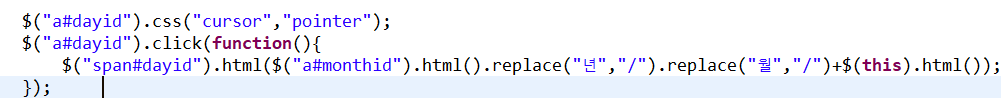 $("a#dayid").css("cursor","pointer");
$("a#dayid").click(function(){
$("span#dayid").html($("a#monthid").html().replace("년","/").replace("월","/")+$(this).html());
});